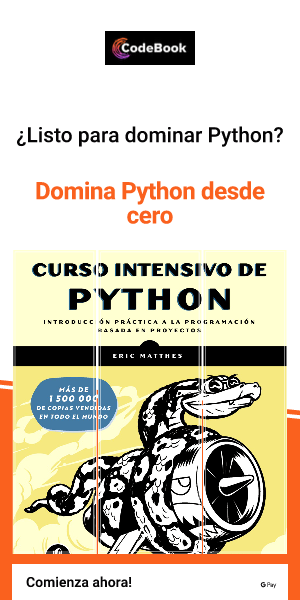 CodeBook
¿Listo para dominar Python?
Domina Python desde
cero
CURSO INTENSIVO DE
PYTHON
INTRODUCCIÓN PRÁCTICA A LA PROGRAMACIÓN
BASADA EN PROYECTOS
ERIC MATTHES
MÁS DE
1 500 000
DE COPIAS VENDIDAS
EN TODO EL MUNDO
Comienza ahora!
G Pay